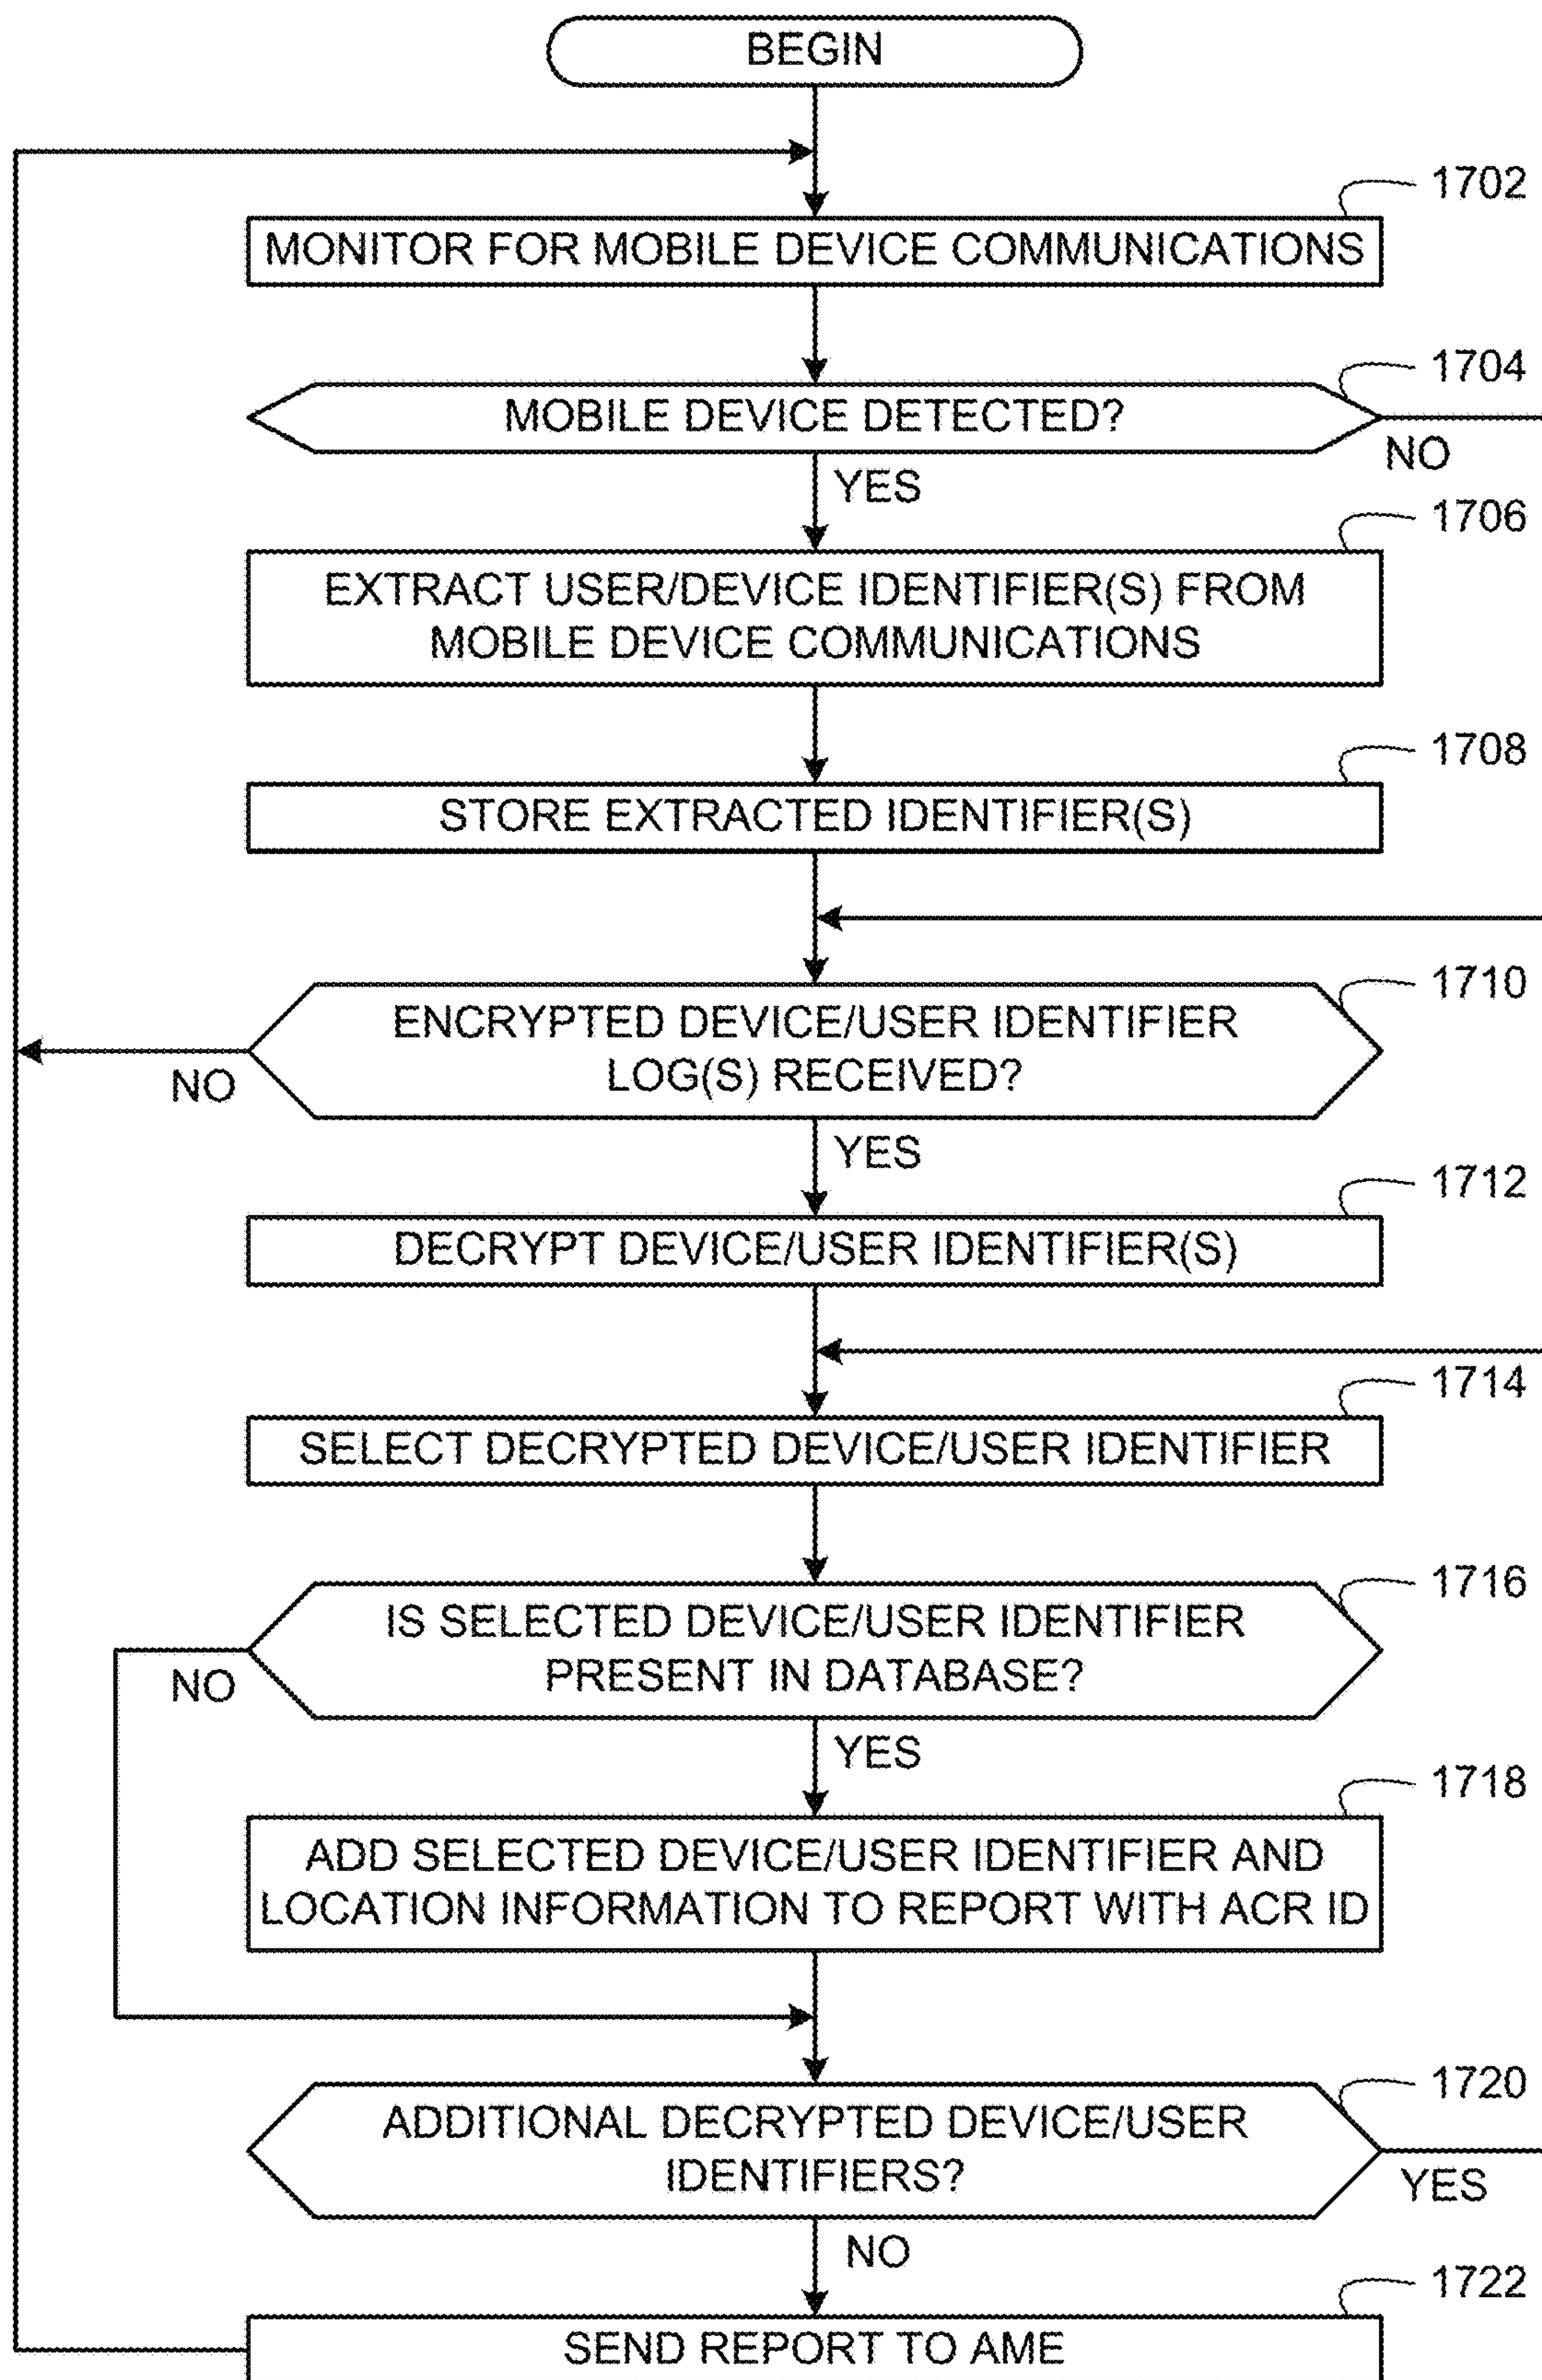 BEGIN
1702
MONITOR FOR MOBILE DEVICE COMMUNICATIONS
1704
MOBILE DEVICE DETECTED?
NO
YES
1706
EXTRACT USER/DEVICE IDENTIFIER(S) FROM
MOBILE DEVICE COMMUNICATIONS
1708
STORE EXTRACTED IDENTIFIER(S)
1710
ENCRYPTED DEVICE/USER IDENTIFIER
LOG(S) RECEIVED?
NO
YES
1712
DECRYPT DEVICE/USER IDENTIFIER(S)
1714
SELECT DECRYPTED DEVICE/USER IDENTIFIER
1716
IS SELECTED DEVICE/USER IDENTIFIER
PRESENT IN DATABASE?
NO
YES
1718
ADD SELECTED DEVICE/USER IDENTIFIER AND
LOCATION INFORMATION TO REPORT WITH ACR ID
1720
ADDITIONAL DECRYPTED DEVICE/USER
IDENTIFIERS?
YES
NO
1722
SEND REPORT TO AME